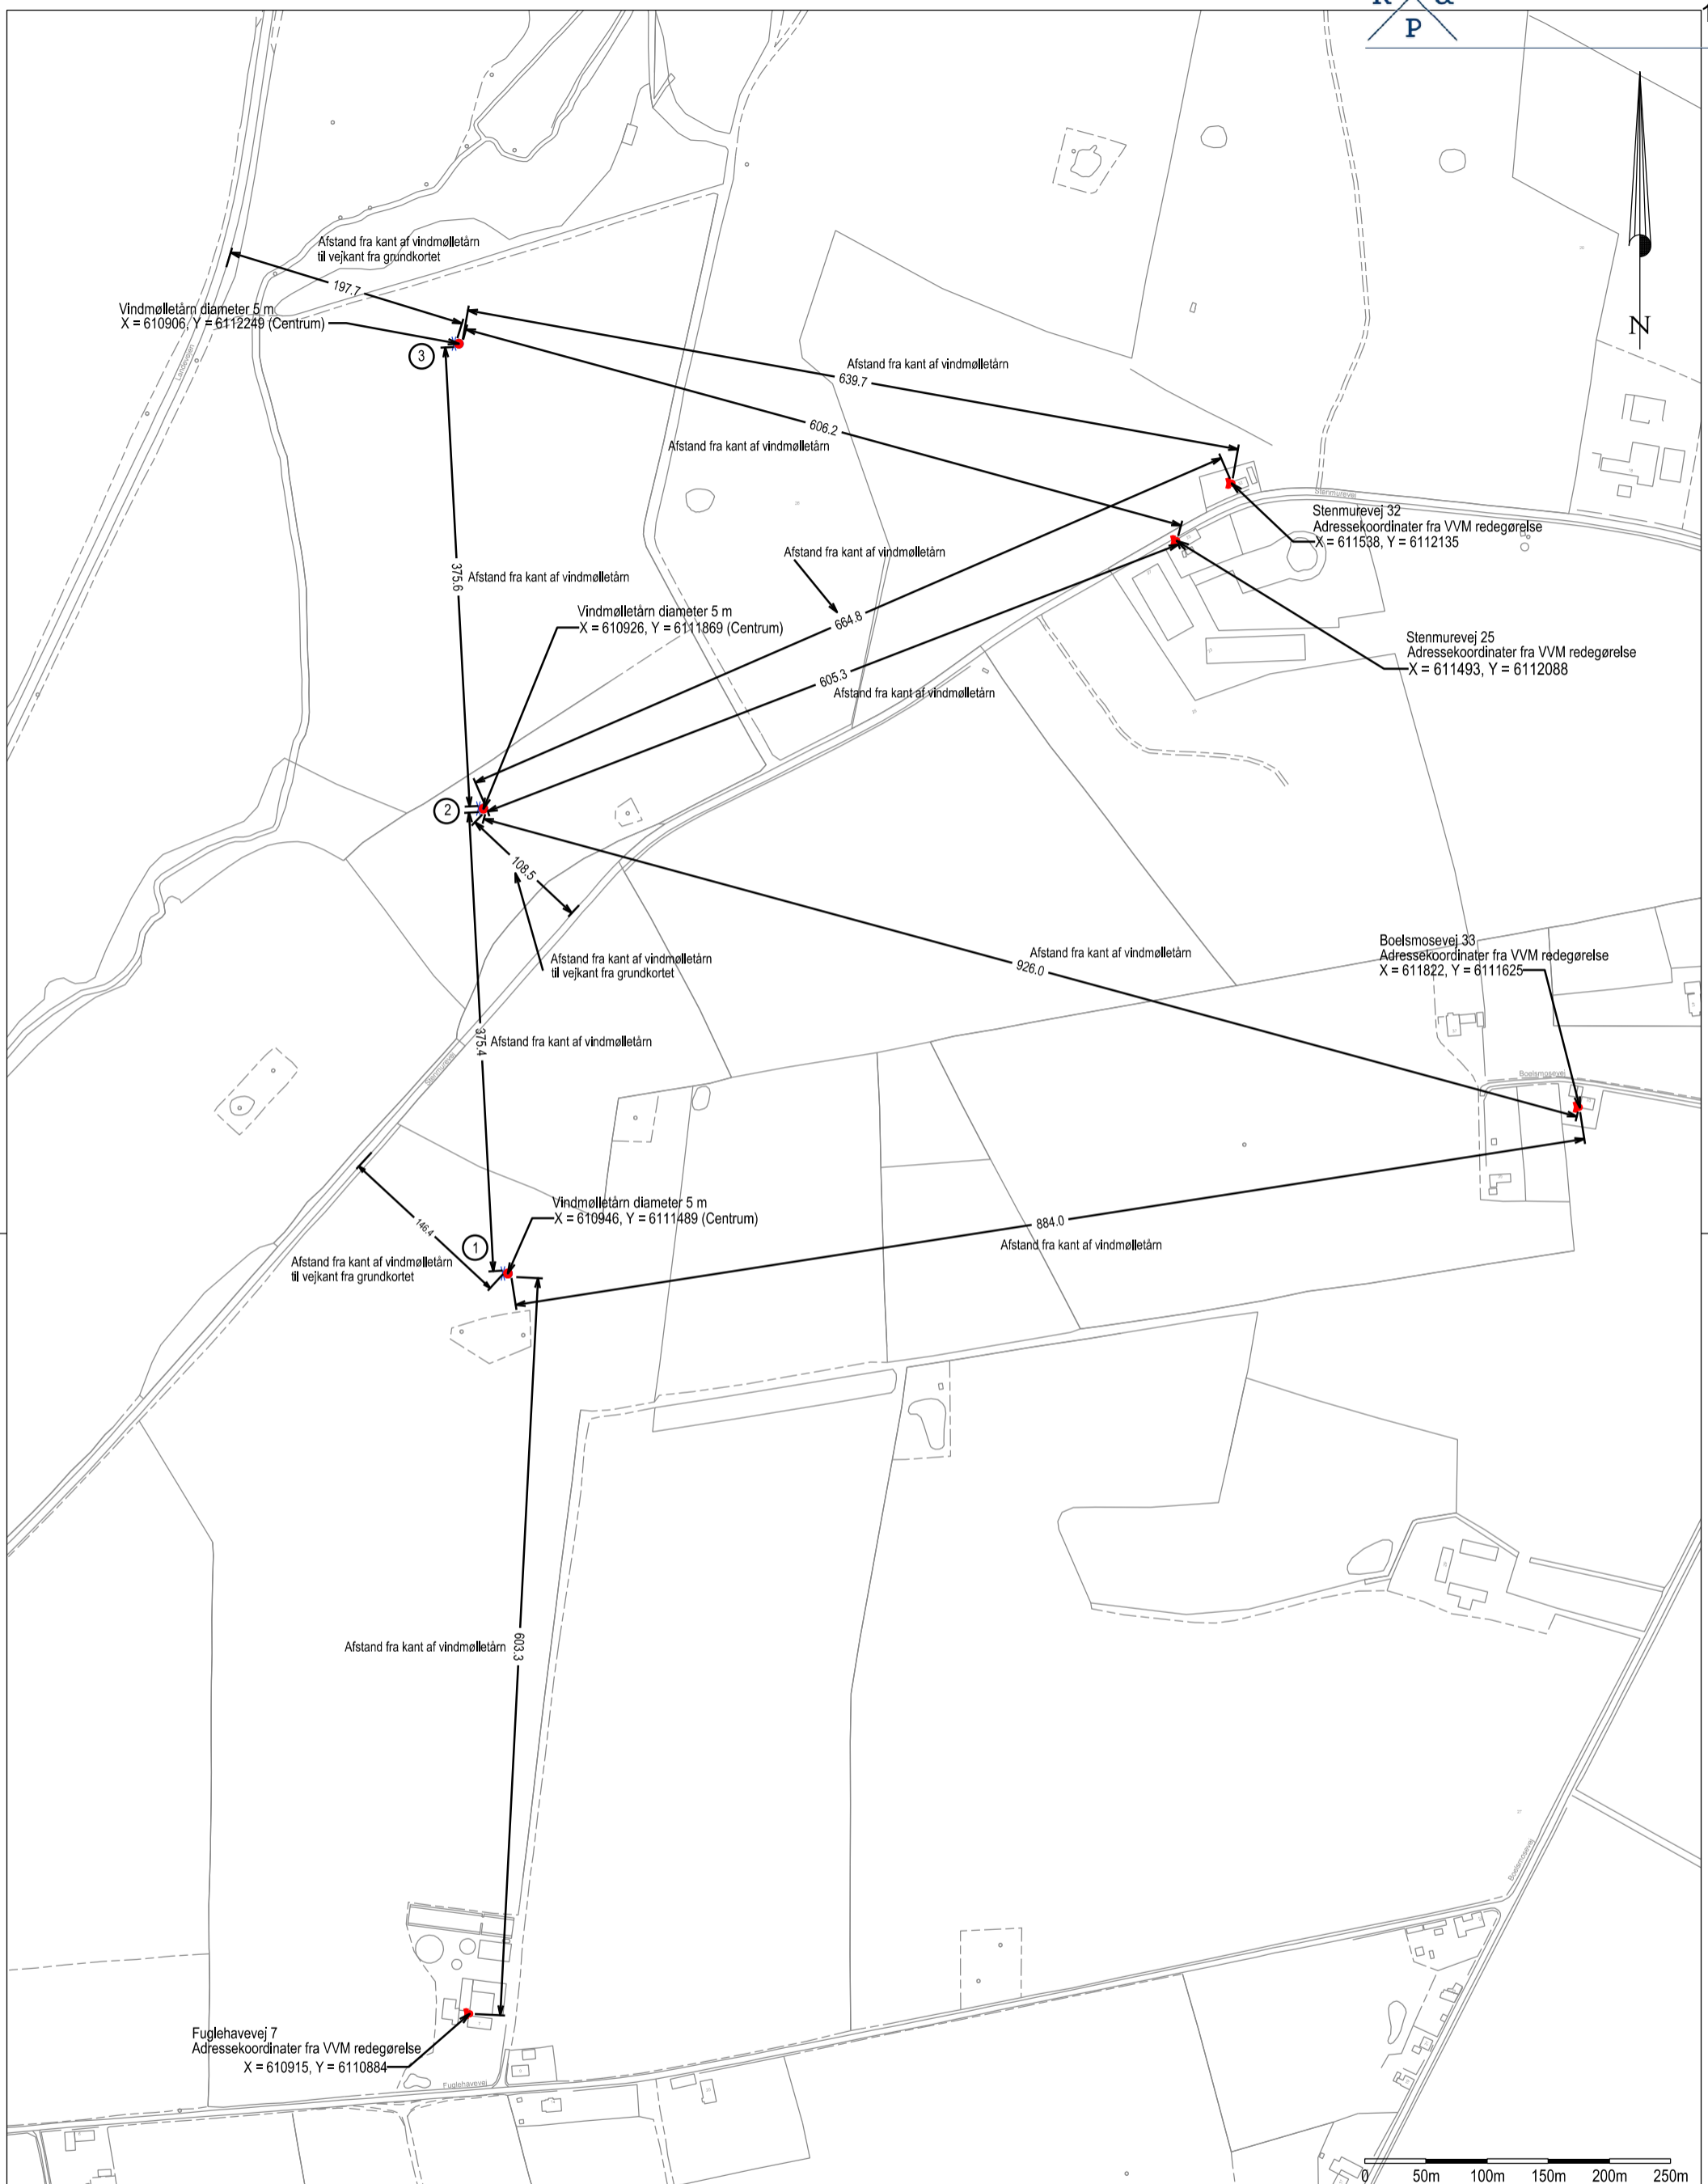 R &
P
1
Afstand fra kant af vindmølletårn
til vejkant fra grundkortet
197.7
Vindmølletårn diameter 5 m
X = 610906, Y = 6112249 (Centrum)
3
Landevejen
N
Afstand fra kant af vindmølletårn
639.7
606.2
Afstand fra kant af vindmølletårn
Stenmurevej
Stenmurevej 32
Adressekoordinater fra VVM redegørelse
X = 611538, Y = 6112135
Afstand fra kant af vindmølletårn
375.6
Afstand fra kant af vindmølletårn
Vindmølletårn diameter 5 m
X = 610926, Y = 6111869 (Centrum)
664.8
Stenmurevej 25
Adressekoordinater fra VVM redegørelse
X = 611493, Y = 6112088
605.3
Afstand fra kant af vindmølletårn
2
108.5
Afstand fra kant af vindmølletårn
til vejkant fra grundkortet
Afstand fra kant af vindmølletårn
926.0
Boelsmosevej 33
Adressekoordinater fra VVM redegørelse
X = 611822, Y = 6111625
375.4
Afstand fra kant af vindmølletårn
Stenmurevej
Boelsmosevej
Vindmølletårn diameter 5 m
X = 610946, Y = 6111489 (Centrum)
146.4
1
884.0
Afstand fra kant af vindmølletårn
Afstand fra kant af vindmølletårn
til vejkant fra grundkortet
Afstand fra kant af vindmølletårn
603.3
Boelsmosevej
Fuglehavevej 7
Adressekoordinater fra VVM redegørelse
X = 610915, Y = 6110884
Fuglehavevej
0 50m 100m 150m 200m 250m